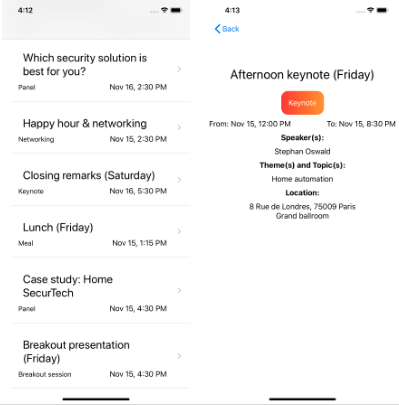 4:12
Which security solution is
best for you?
Panel Nov 16, 2:30 PM
Happy hour & networking
Networking Nov 15, 2:30 PM
Closing remarks (Saturday)
Keynote Nov 16, 5:30 PM
Lunch (Friday)
Meal Nov 15, 1:15 PM
Case study: Home
SecurTech
Panel Nov 15, 4:30 PM
Breakout presentation
(Friday)
Breakout session Nov 15, 4:30 PM
4:13
Back
Afternoon keynote (Friday)
Keynote
From: Nov 15, 12:00 PM To: Nov 15, 8:30 PM
Speaker(s):
Stephan Oswald
Theme(s) and Topic(s):
Home automation
Location:
8 Rue de Londres, 75009 Paris
Grand ballroom